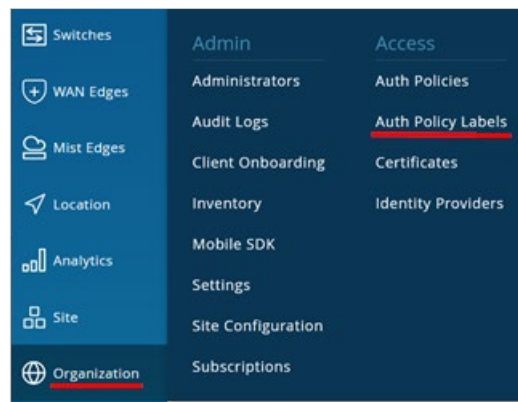 Switches
WAN Edges
Mist Edges
Location
Analytics
Site
Organization
Admin
Administrators
Audit Logs
Client Onboarding
Inventory
Mobile SDK
Settings
Site Configuration
Subscriptions
Access
Auth Policies
Auth Policy Labels
Certificates
Identity Providers